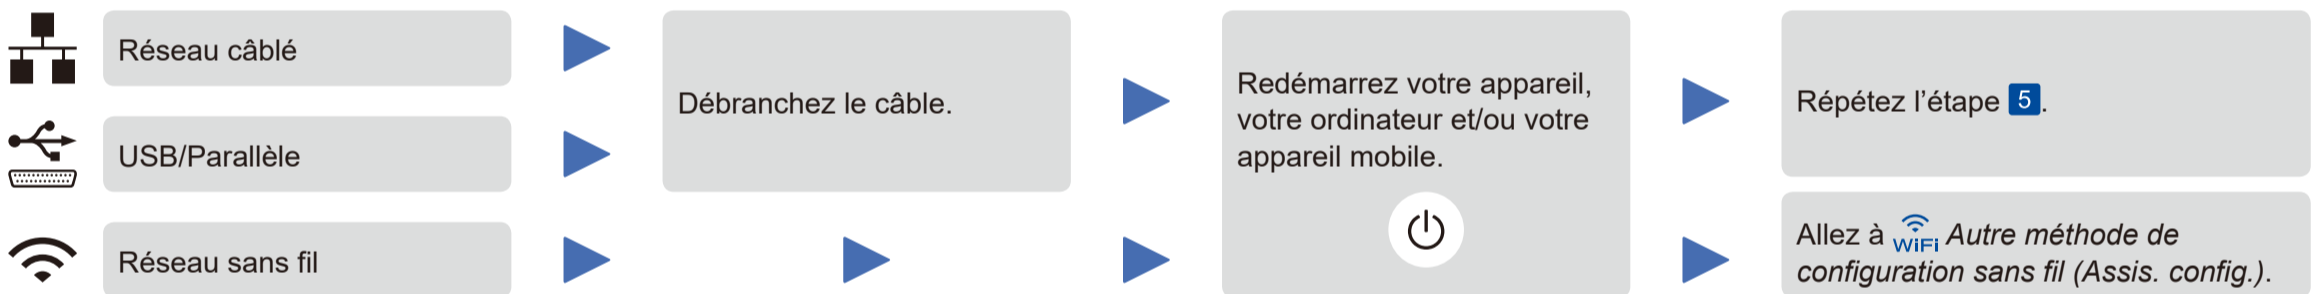 Réseau câblé
USB/Parallèle
Réseau sans fil
Débranchez le câble.
Redémarrez votre appareil,
votre ordinateur et/ou votre
appareil mobile.
Répétez l’étape 5.
Allez à WiFi Autre méthode de
configuration sans fil (Assis. config.).